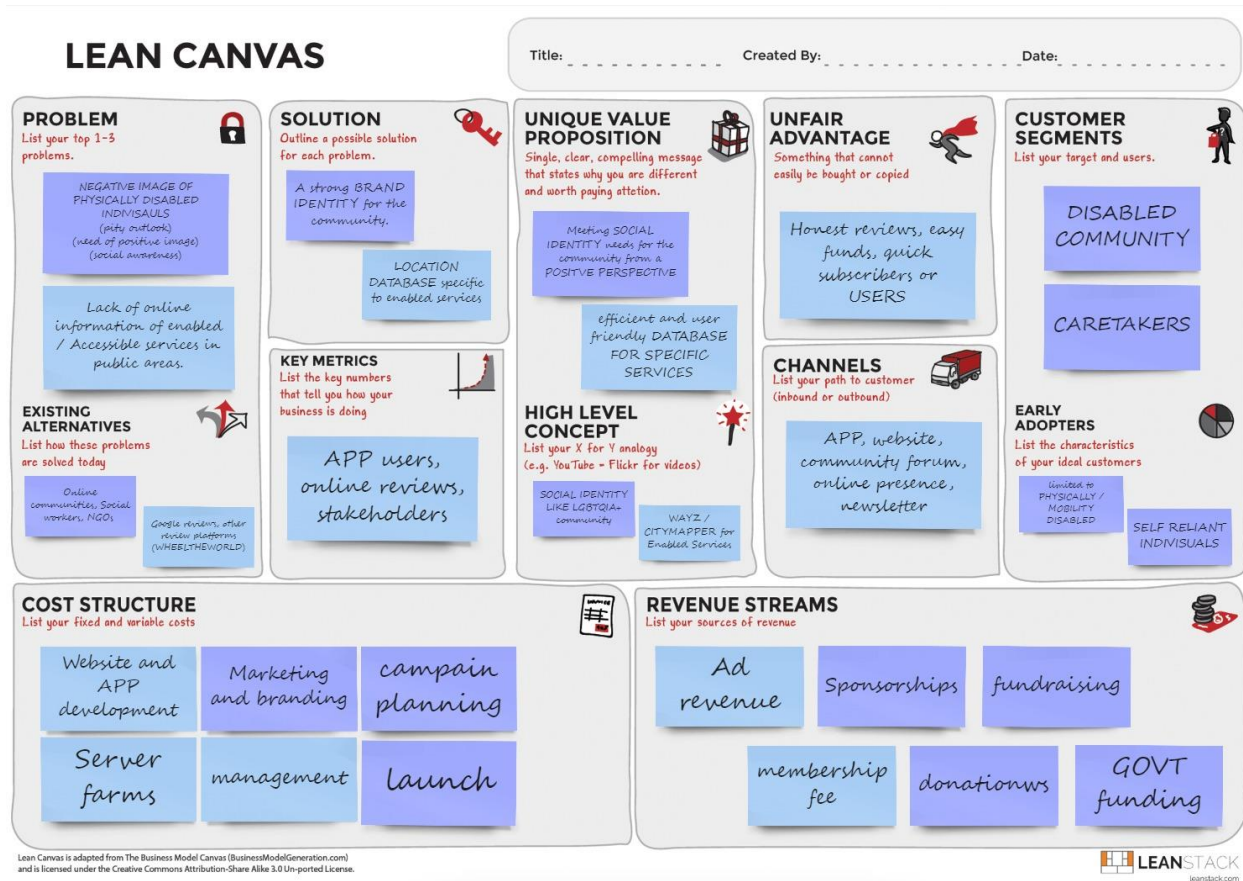 LEAN CANVAS
Title:
Created By:
Date:
PROBLEM
List your top 1-3
problems.
NEGATIVE IMAGE OF
PHYSICALLY DISABLED
INDIVISAULS
(pity outlook)
(need of positive image)
(social awareness)
Lack of online
information of enabled
/ Accessible services in
public areas.
EXISTING
ALTERNATIVES
List how these problems
are solved today
Online
communities, Social
workers, NGOs
Google reviews, other
review platforms
(WHEELTHEWORLD)
SOLUTION
Outline a possible solution
for each problem.
A strong BRAND
IDENTITY for the
community.
LOCATION
DATABASE specific
to enabled services
KEY METRICS
List the key numbers
that tell you how your
business is doing
APP users,
online reviews,
stakeholders
UNIQUE VALUE
PROPOSITION
Single, clear, compelling message
that states why you are different
and worth paying attetion.
Meeting SOCIAL
IDENTITY needs for the
community from a
POSITVE PERSPECTIVE
efficient and user
friendly DATABASE
FOR SPECIFIC
SERVICES
HIGH LEVEL
CONCEPT
List your X for Y analogy
(e.g. YouTube = Flickr for videos)
SOCIAL IDENTITY
LIKE LGBTQIA+
community
WAYZ /
CITYMAPPER for
Enabled Services
UNFAIR
ADVANTAGE
Something that cannot
easily be bought or copied
Honest reviews, easy
funds, quick
subscribers or
USERS
CHANNELS
List your path to customer
(inbound or outbound)
APP, website,
community forum,
online presence,
newsletter
CUSTOMER
SEGMENTS
List your target and users.
DISABLED
COMMUNITY
CARETAKERS
EARLY
ADOPTERS
List the characteristics
of your ideal customers
limited to
PHYSICALLY /
MOBILITY
DISABLED
SELF RELIANT
INDIVISUALS
COST STRUCTURE
List your fixed and variable costs
Website and
APP
development
Marketing
and branding
campain
planning
Server
farms
management
launch
REVENUE STREAMS
List your sources of revenue
Ad
revenue
Sponsorships
fundraising
membership
fee
donationws
GOVT
funding
Lean Canvas is adapted from The Business Model Canvas (BusinessModelGeneration.com)
and is licensed under the Creative Commons Attribution-Share Alike 3.0 Un-ported License.
LEANSTACK
leanstack.com